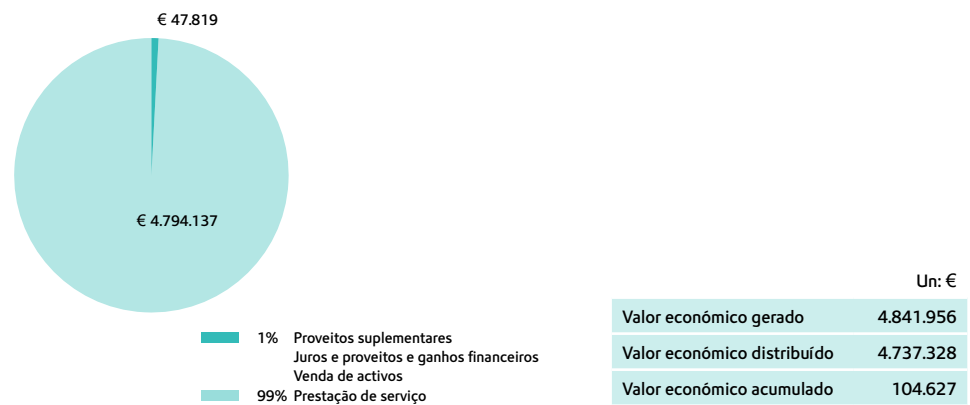 € 47.819
€ 4.794.137
1% Proveitos suplementares
Juros e proveitos e ganhos financeiros
Venda de activos
99% Prestação de serviço
Un: €
Valor económico gerado 4.841.956
Valor económico distribuído 4.737.328
Valor económico acumulado 104.627